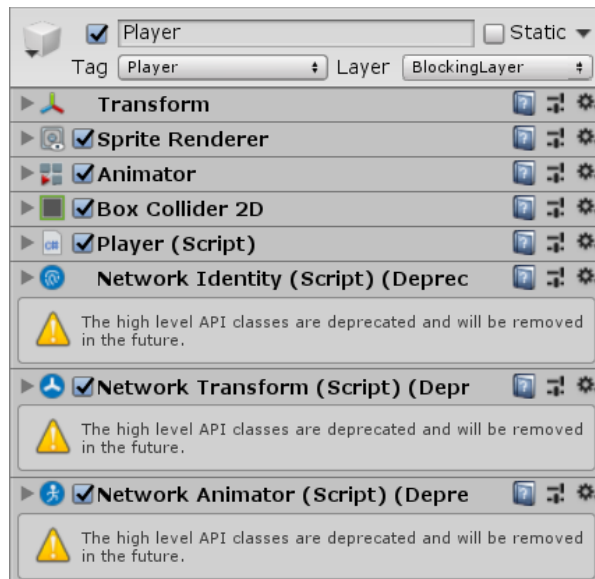 Player
Static
Tag Player Layer BlockingLayer
Transform
Sprite Renderer
Animator
Box Collider 2D
c# Player (Script)
Network Identity (Script) (Deprec
The high level API classes are deprecated and will be removed
in the future.
Network Transform (Script) (Depr
The high level API classes are deprecated and will be removed
in the future.
Network Animator (Script) (Depre
The high level API classes are deprecated and will be removed
in the future.